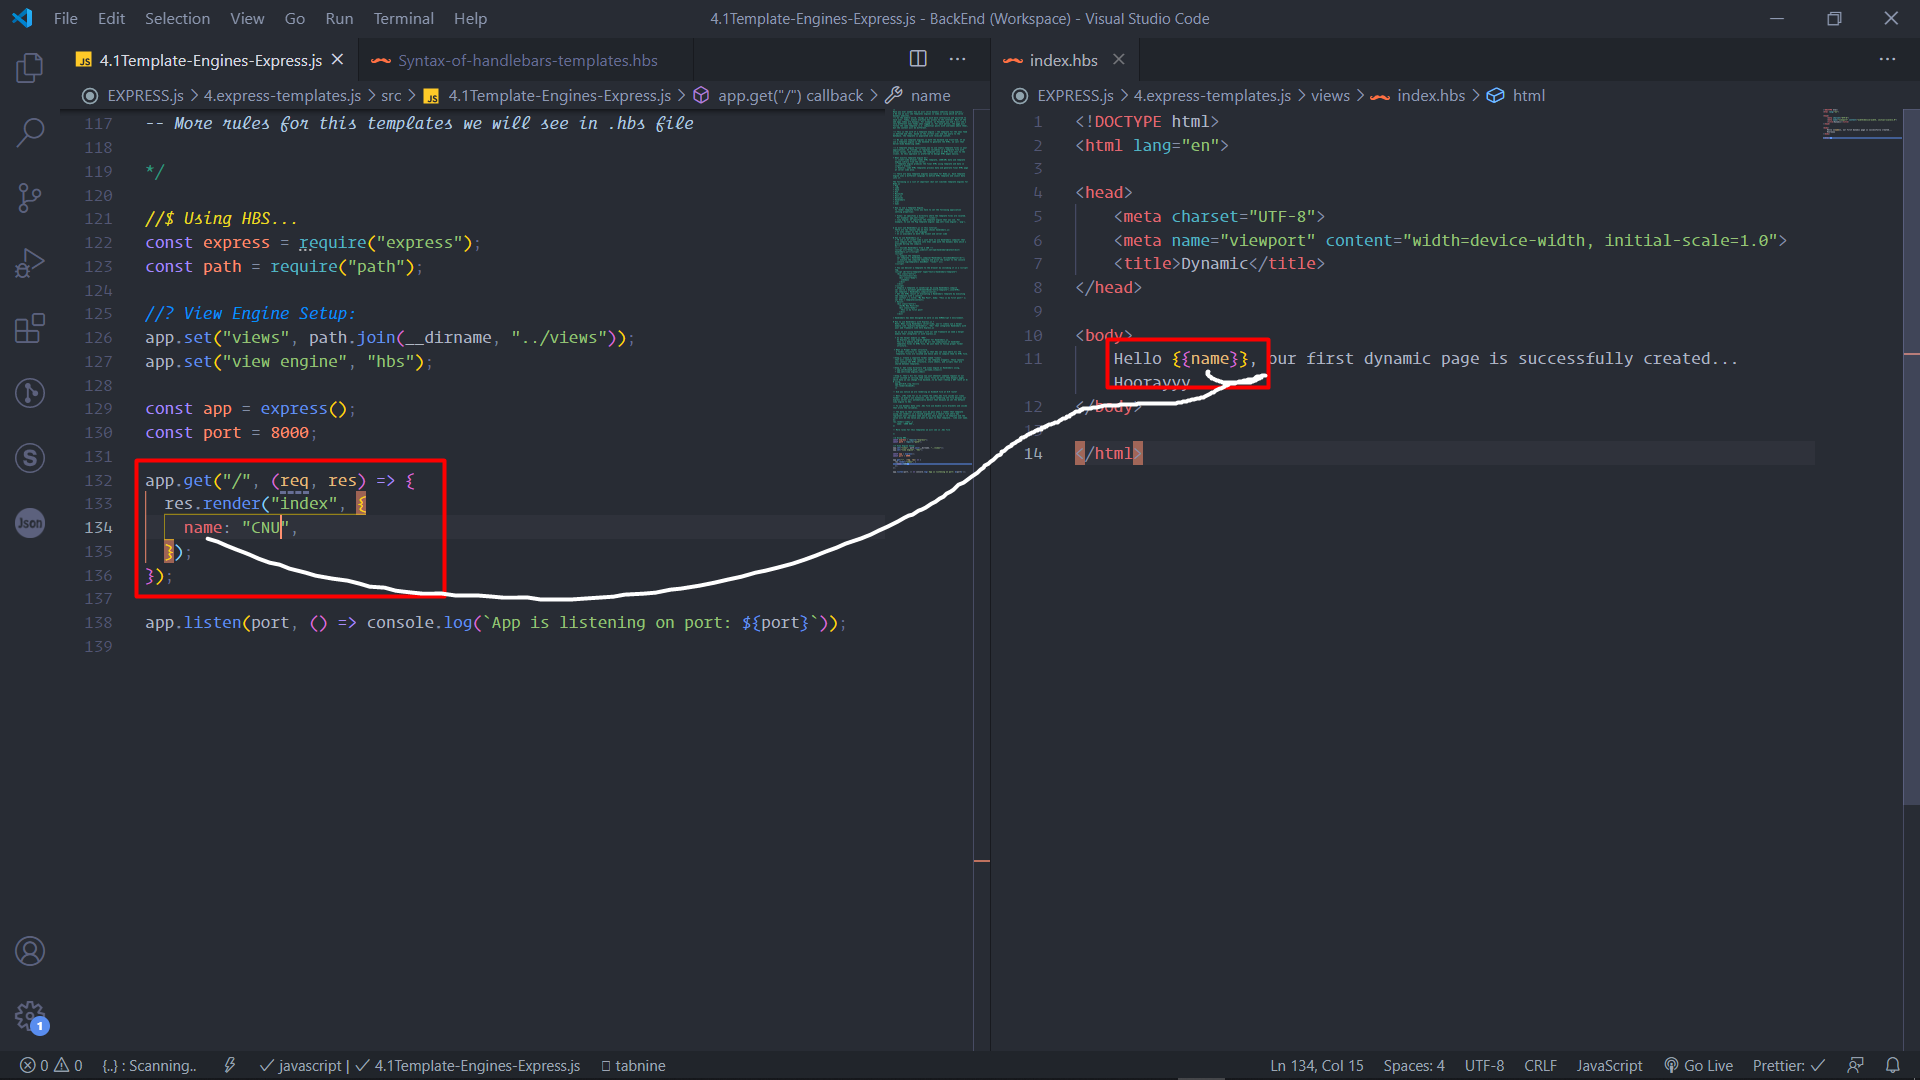 File Edit Selection View Go Run Terminal Help
4.1Template-Engines-Express.js - BackEnd (Workspace) - Visual Studio Code
JS 4.1Template-Engines-Express.js
Syntax-of-handlebars-templates.hbs
EXPRESS.js > 4.express-templates.js > src > JS 4.1Template-Engines-Express.js > app.get("/") callback > name
117 -- More rules for this templates we will see in .hbs file
118
119 */
120
121 //$ Using HBS...
122 const express = require("express");
123 const path = require("path");
124
125 //? View Engine Setup:
126 app.set("views", path.join(__dirname, "../views"));
127 app.set("view engine", "hbs");
128
129 const app = express();
130 const port = 8000;
131
132 app.get("/", (req, res) => {
133 res.render("index", {
134 name: "CNU",
135 });
136 });
137
138 app.listen(port, () => console.log(`App is listening on port: ${port}`));
139
index.hbs
EXPRESS.js > 4.express-templates.js > views > index.hbs > html
1 <!DOCTYPE html>
2 <html lang="en">
3
4 <head>
5 <meta charset="UTF-8">
6 <meta name="viewport" content="width=device-width, initial-scale=1.0">
7 <title>Dynamic</title>
8 </head>
9
10 <body>
11 Hello {{name}}, our first dynamic page is successfully created...
Hoorayyy
12 </body>
13
14 </html>
S
Json
1
0 0 {..} : Scanning.. javascript | 4.1Template-Engines-Express.js tabnine
Ln 134, Col 15 Spaces: 4 UTF-8 CRLF JavaScript Go Live Prettier: